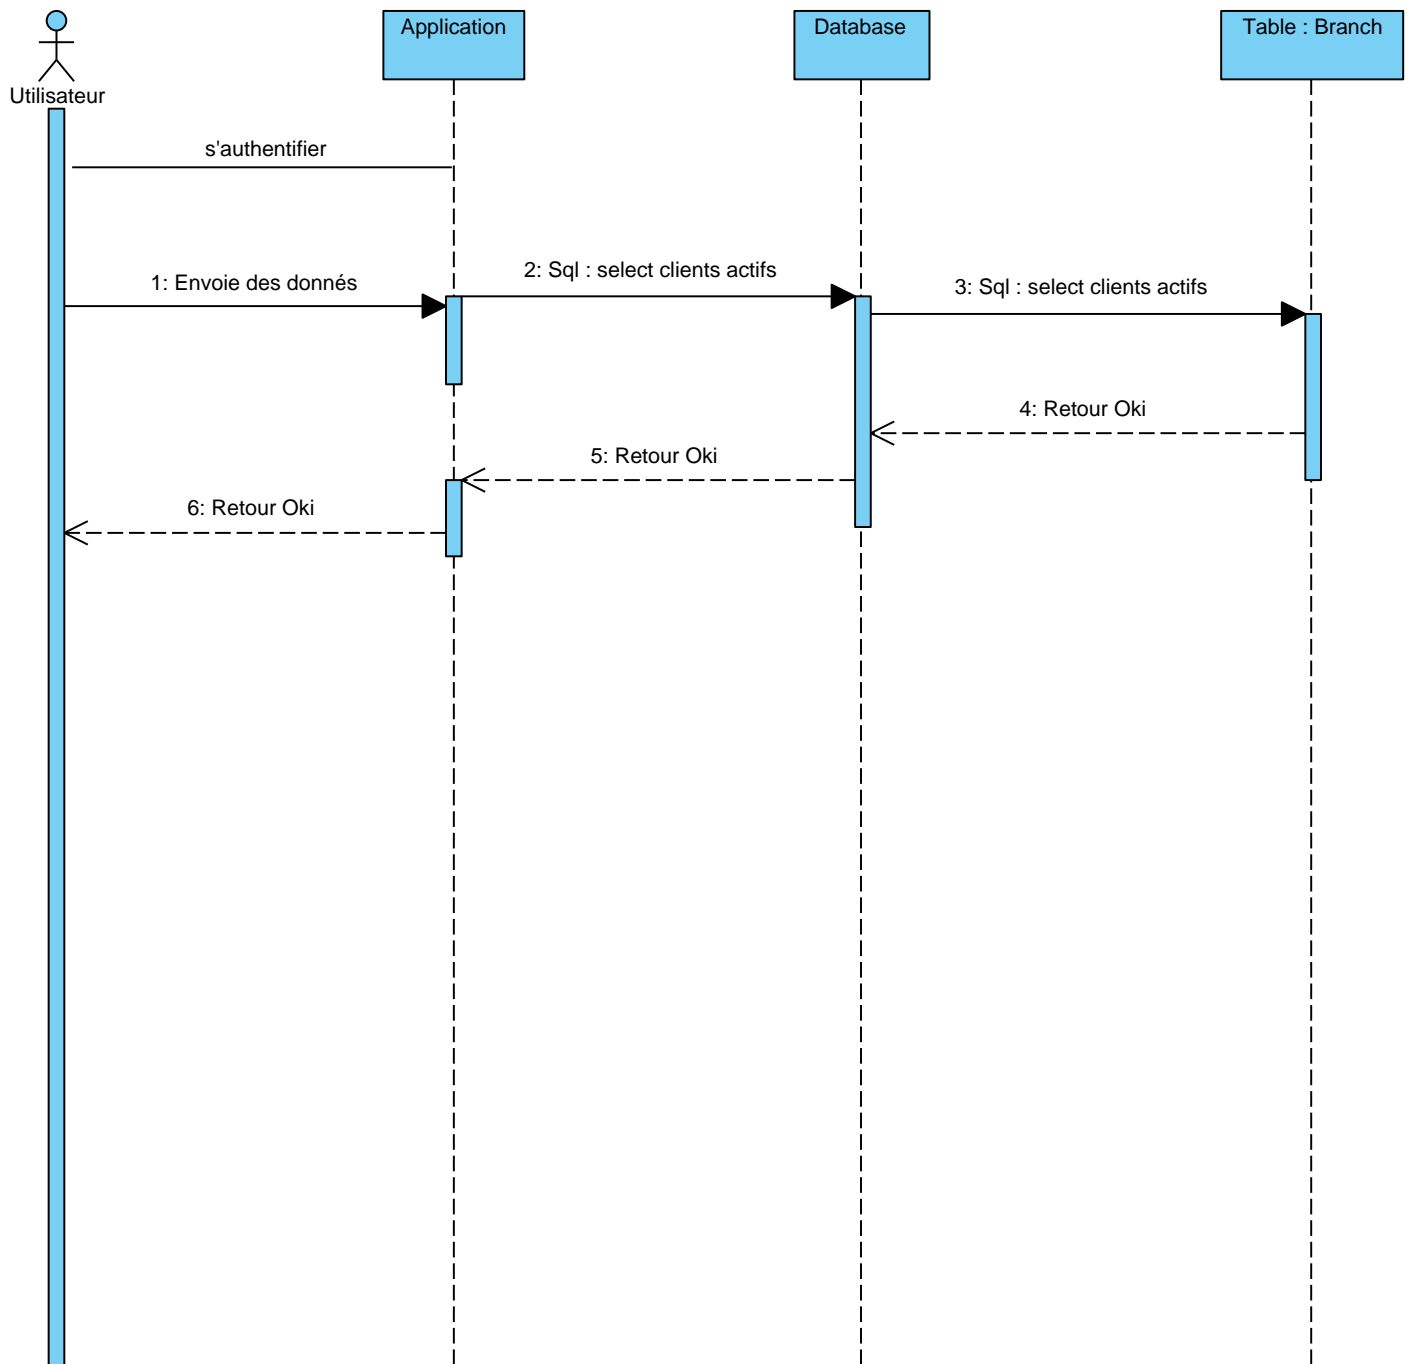 Application
Database
Table : Branch
Utilisateur
s'authentifier
1: Envoie des donnés
2: Sql : select clients actifs
3: Sql : select clients actifs
4: Retour Oki
5: Retour Oki
6: Retour Oki